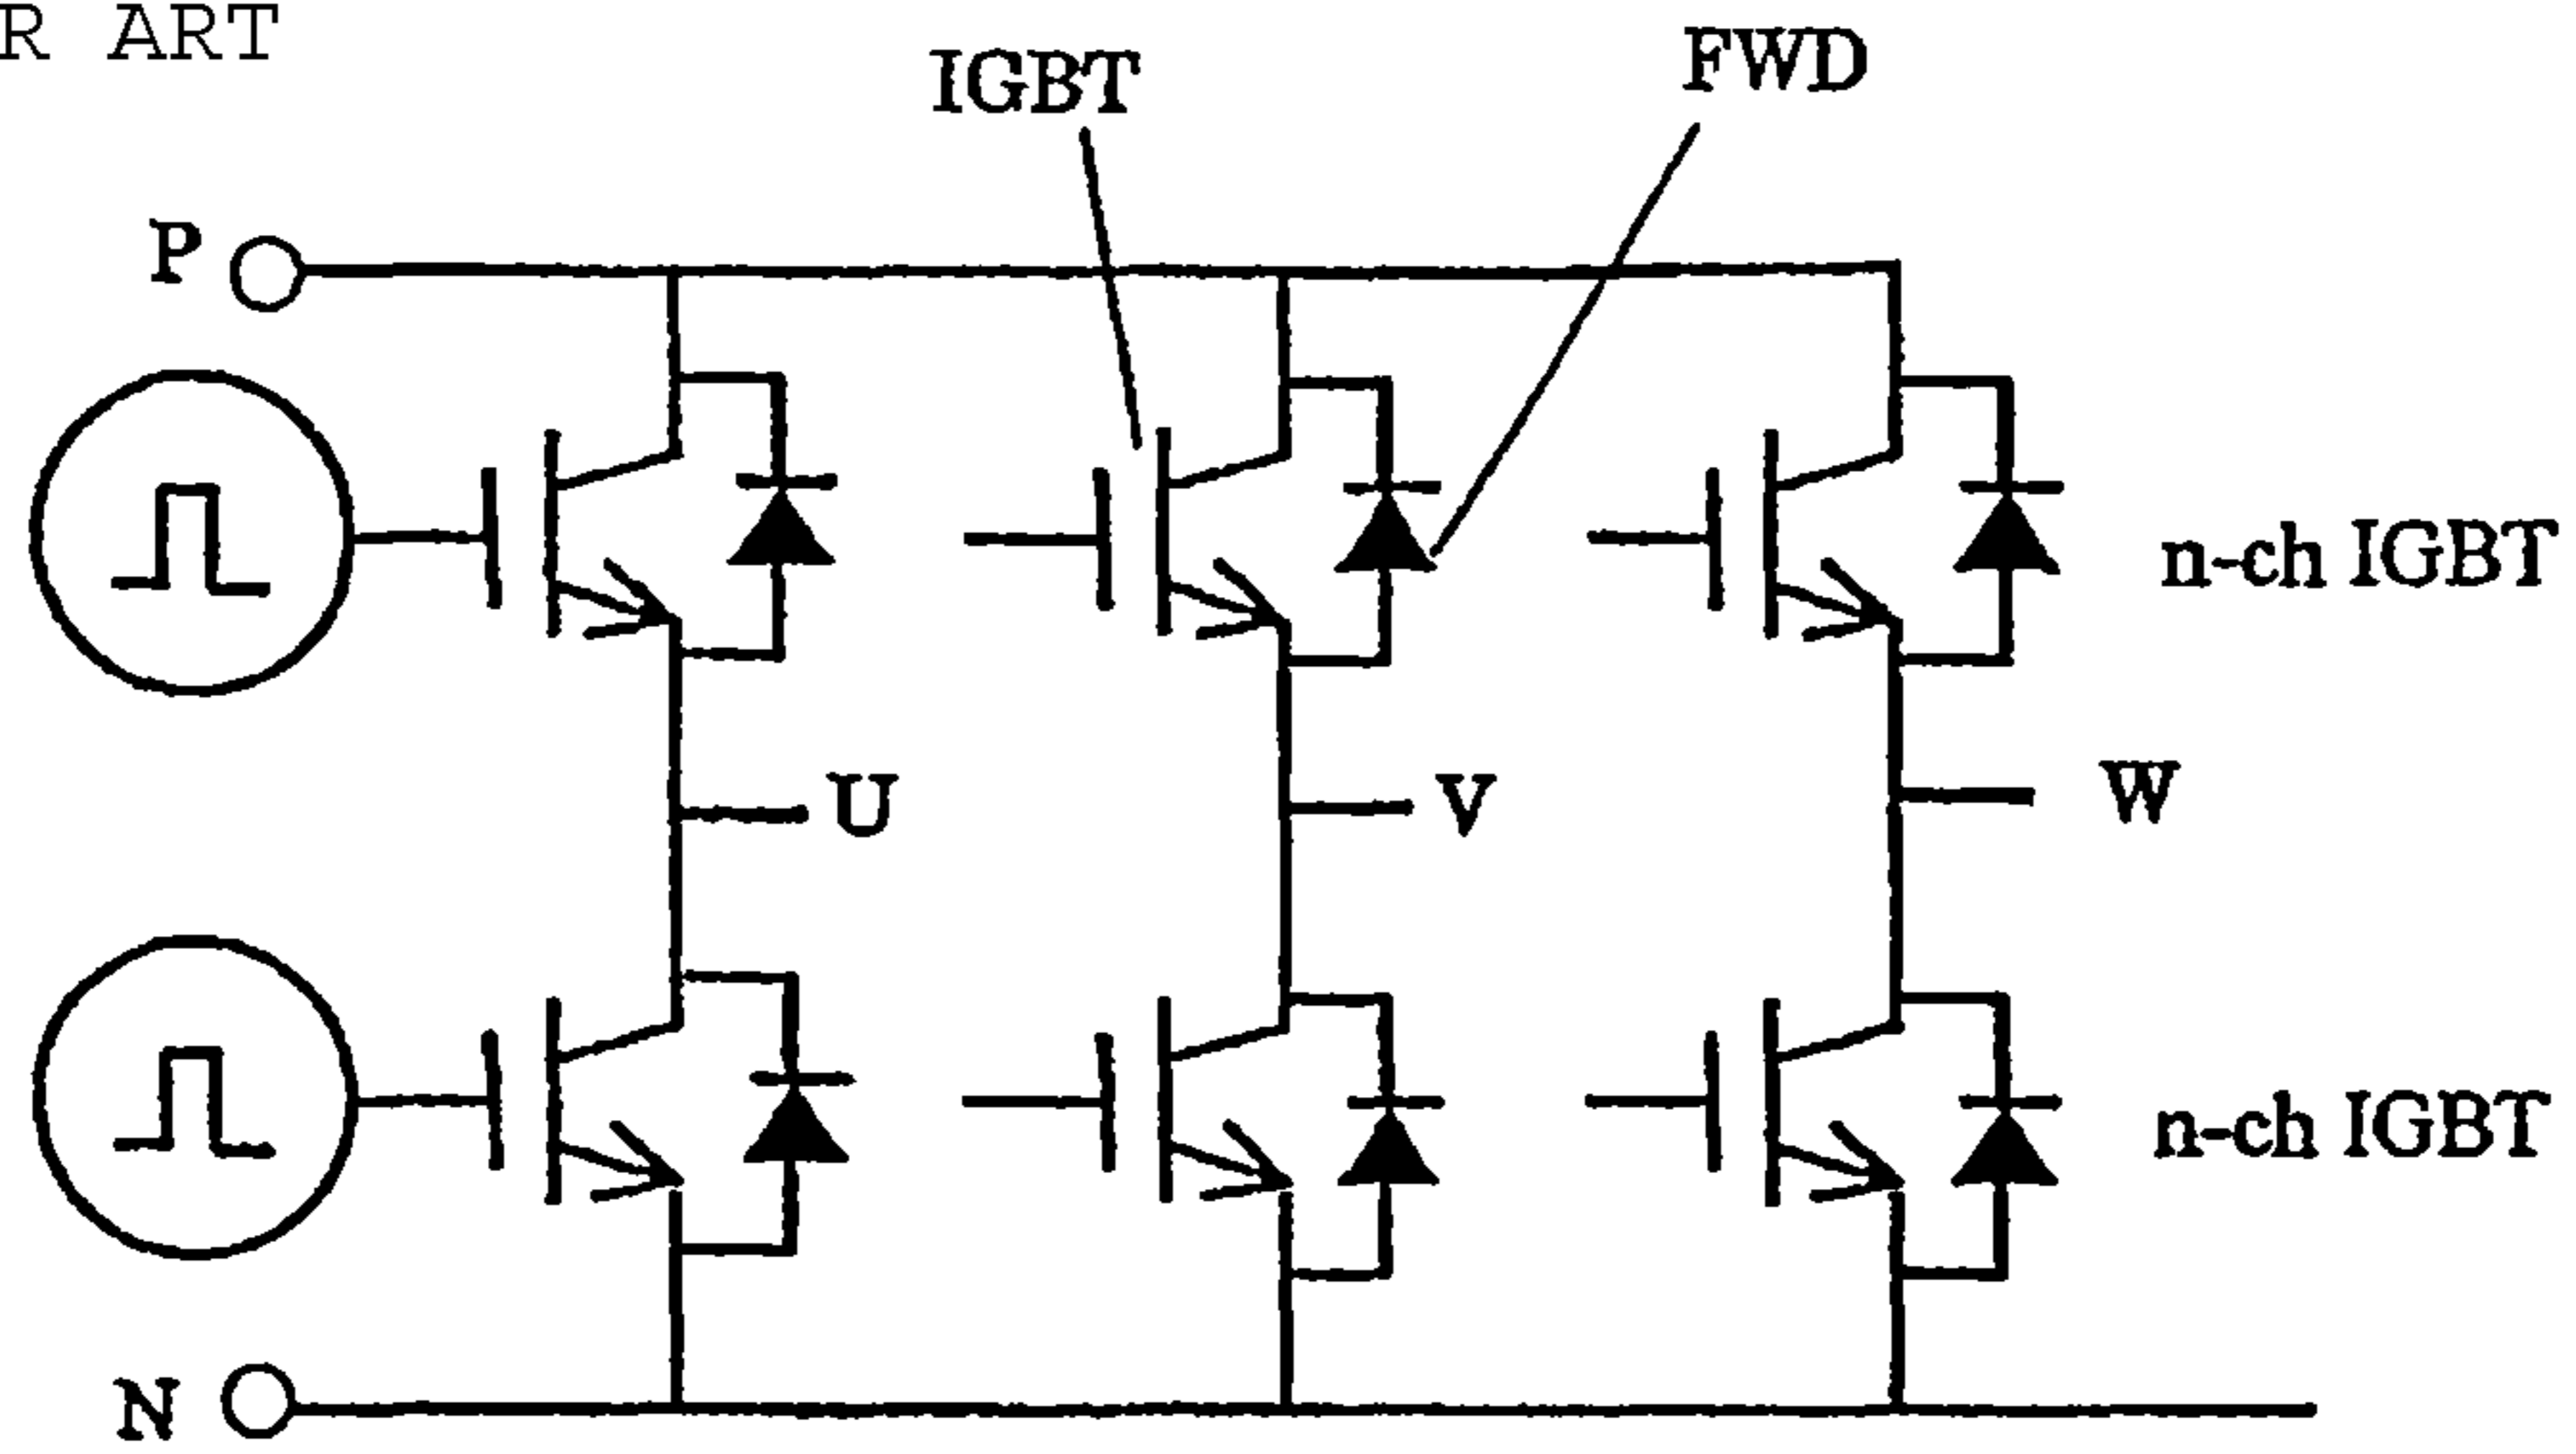 R ART
IGBT
FWD
P
n-ch IGBT
U
V
W
n-ch IGBT
N